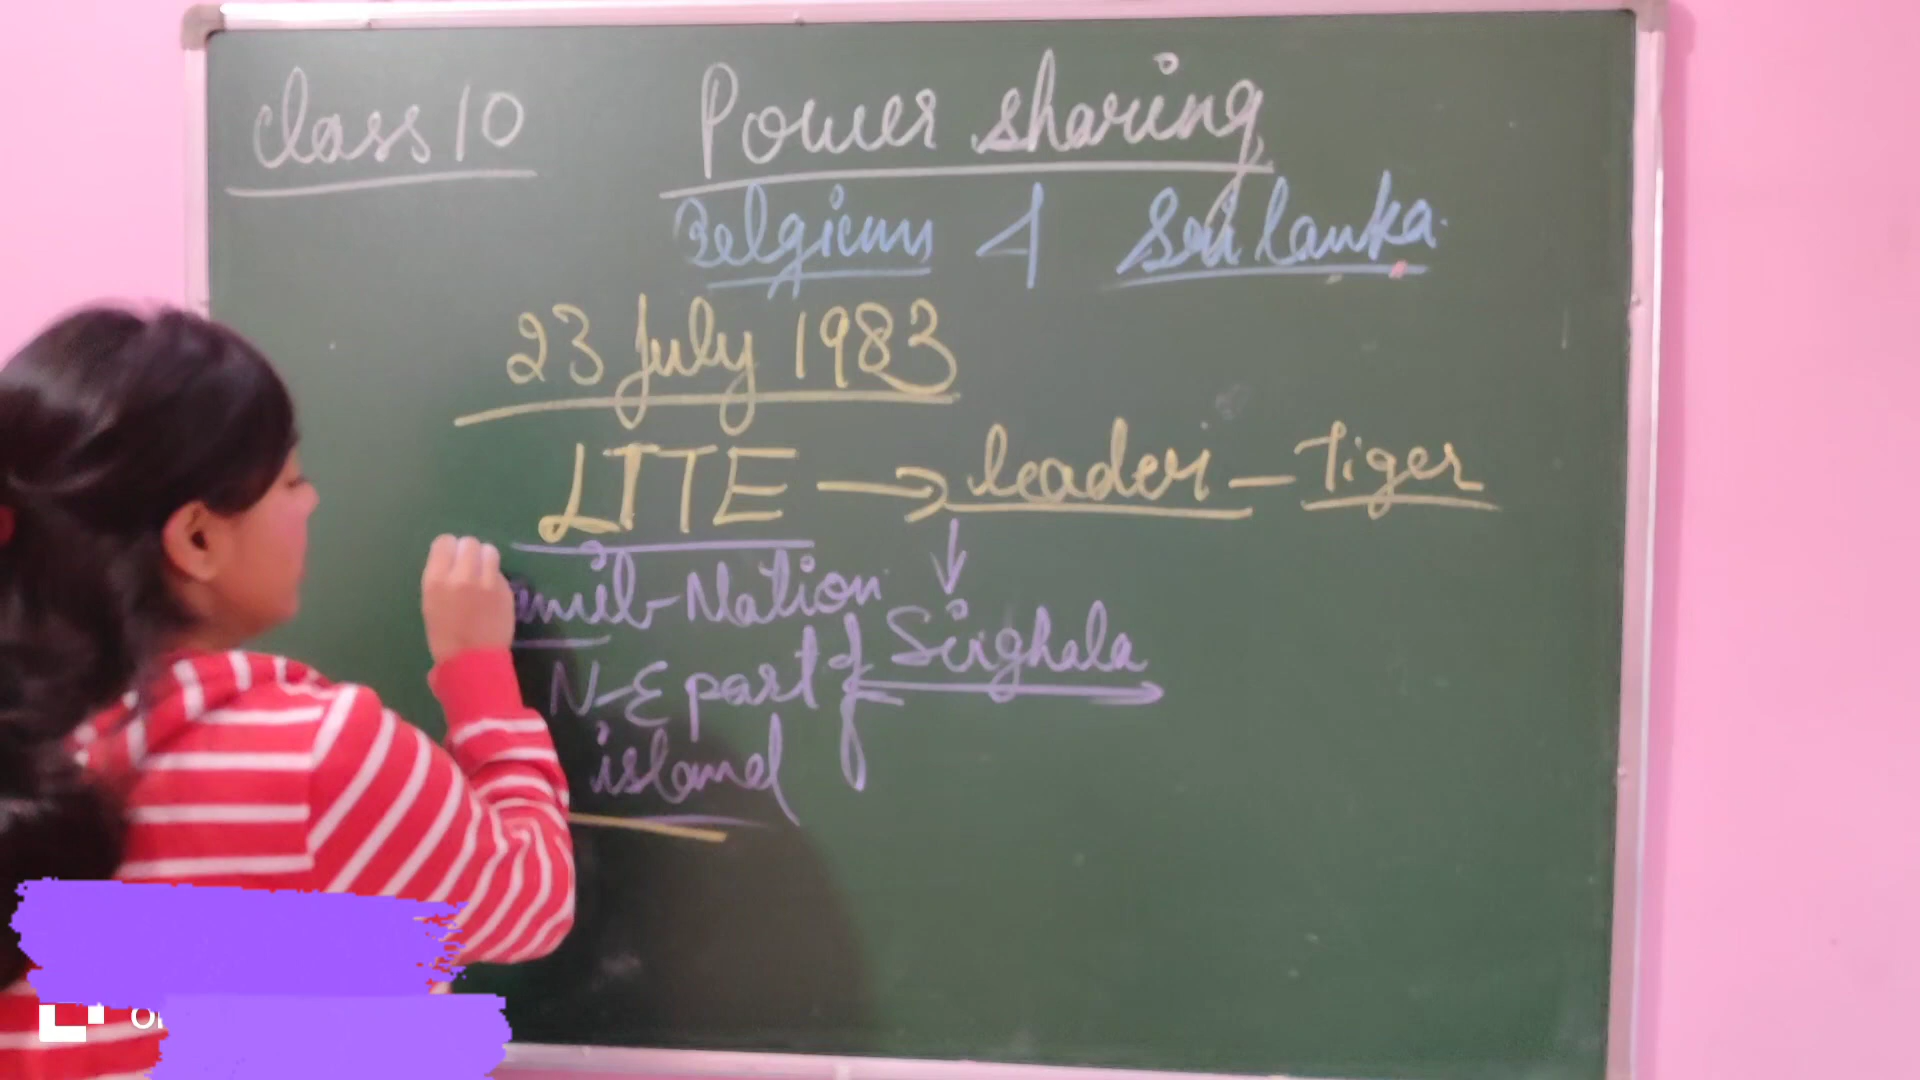 class 10
Power sharing
Belgium & Sri lanka.
23 July 1983
LTTE → leader - Tiger
↓
Nation
Singhala
N-E part of
island